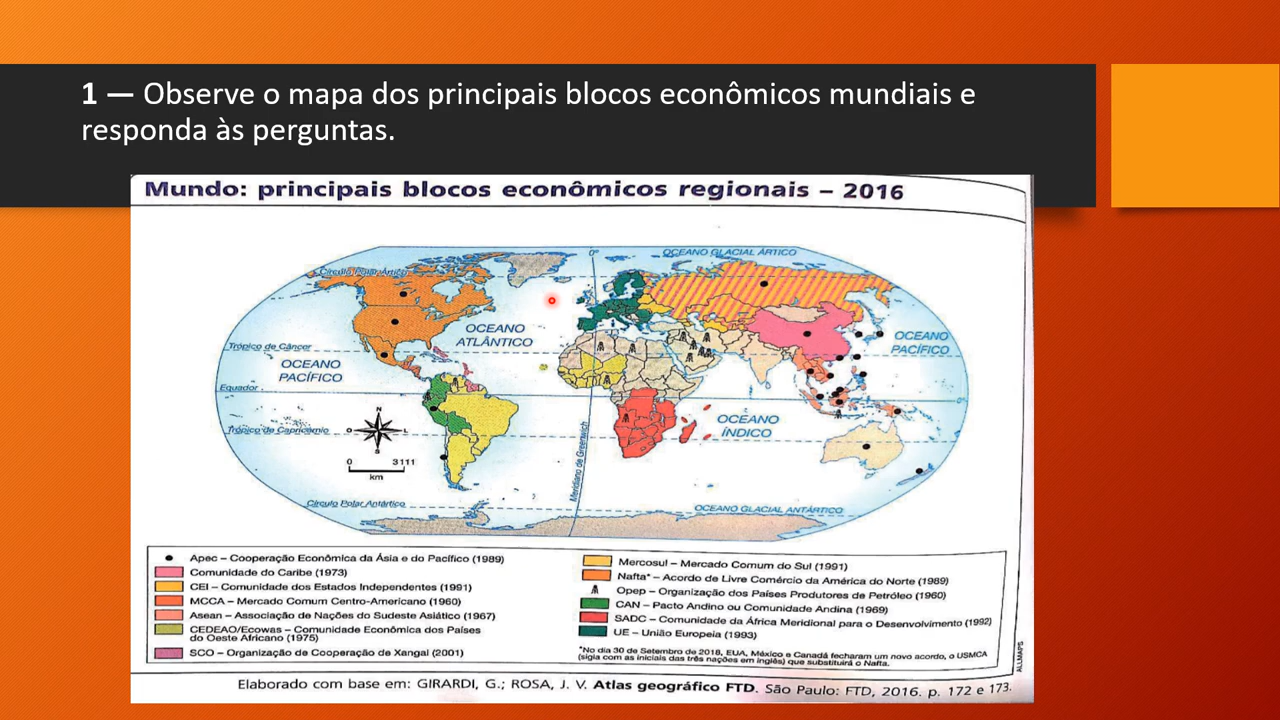 1 — Observe o mapa dos principais blocos econômicos mundiais e
responda às perguntas.
Mundo: principais blocos econômicos regionais – 2016
OCEANO GLACIAL ÁRTICO
0°
Círculo Polar Ártico
OCEANO
ATLÂNTICO
OCEANO
PACÍFICO
Trópico de Câncer
OCEANO
PACÍFICO
Equador
0°
OCEANO
ÍNDICO
Trópico de Capricórnio
N
O
L
S
0 3 111
km
Meridiano de Greenwich
Círculo Polar Antártico
OCEANO GLACIAL ANTÁRTICO
Apec – Cooperação Econômica da Ásia e do Pacífico (1989)
Comunidade do Caribe (1973)
CEI – Comunidade dos Estados Independentes (1991)
MCCA – Mercado Comum Centro-Americano (1960)
Asean – Associação de Nações do Sudeste Asiático (1967)
CEDEAO/Ecowas – Comunidade Econômica dos Países
do Oeste Africano (1975)
SCO – Organização de Cooperação de Xangai (2001)
Mercosul – Mercado Comum do Sul (1991)
Nafta* – Acordo de Livre Comércio da América do Norte (1989)
Opep – Organização dos Países Produtores de Petróleo (1960)
CAN – Pacto Andino ou Comunidade Andina (1969)
SADC – Comunidade da África Meridional para o Desenvolvimento (1992)
UE – União Europeia (1993)
*No dia 30 de Setembro de 2018, EUA, México e Canadá fecharam um novo acordo, o USMCA
(sigla com as iniciais das três nações em inglês) que substituirá o Nafta.
ALLMAPS
Elaborado com base em: GIRARDI, G.; ROSA, J. V. Atlas geográfico FTD. São Paulo: FTD, 2016. p. 172 e 173.